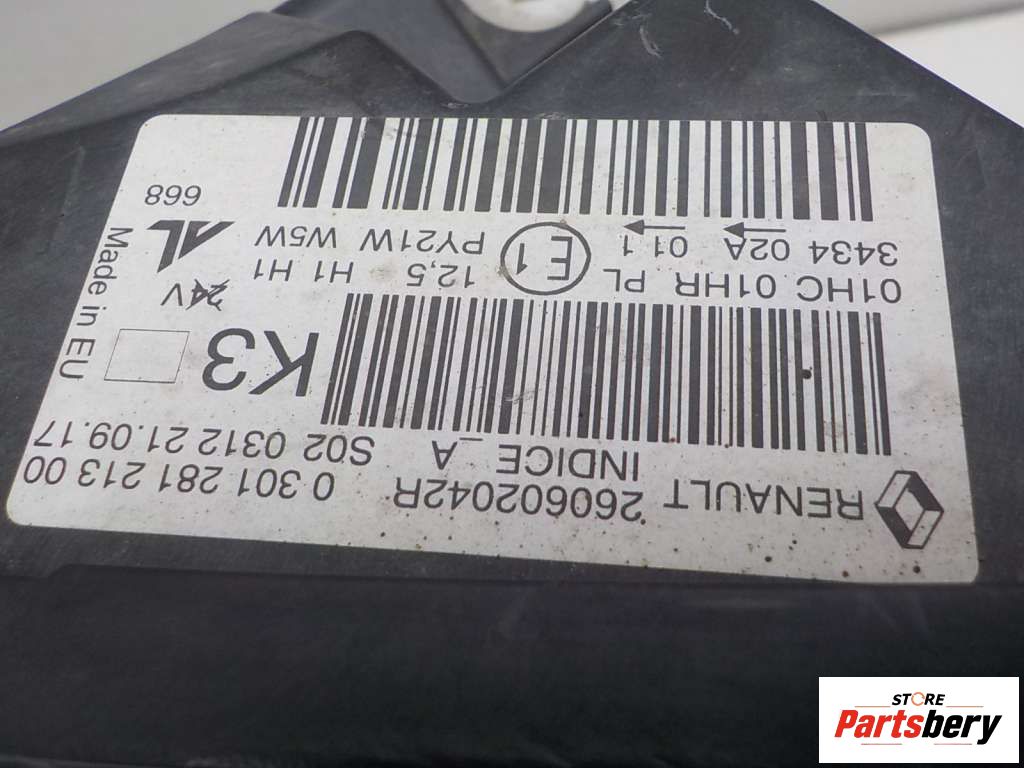 RENAULT 260602042R 0 301 281 213 00
INDICE _A S02 0312 21.09.17
K3
Made in EU
01HC 01HR PL 12,5 H1 H1 24V
3434 02A 01 1 E1 PY21W W5W AL
668
STORE
Partsbery